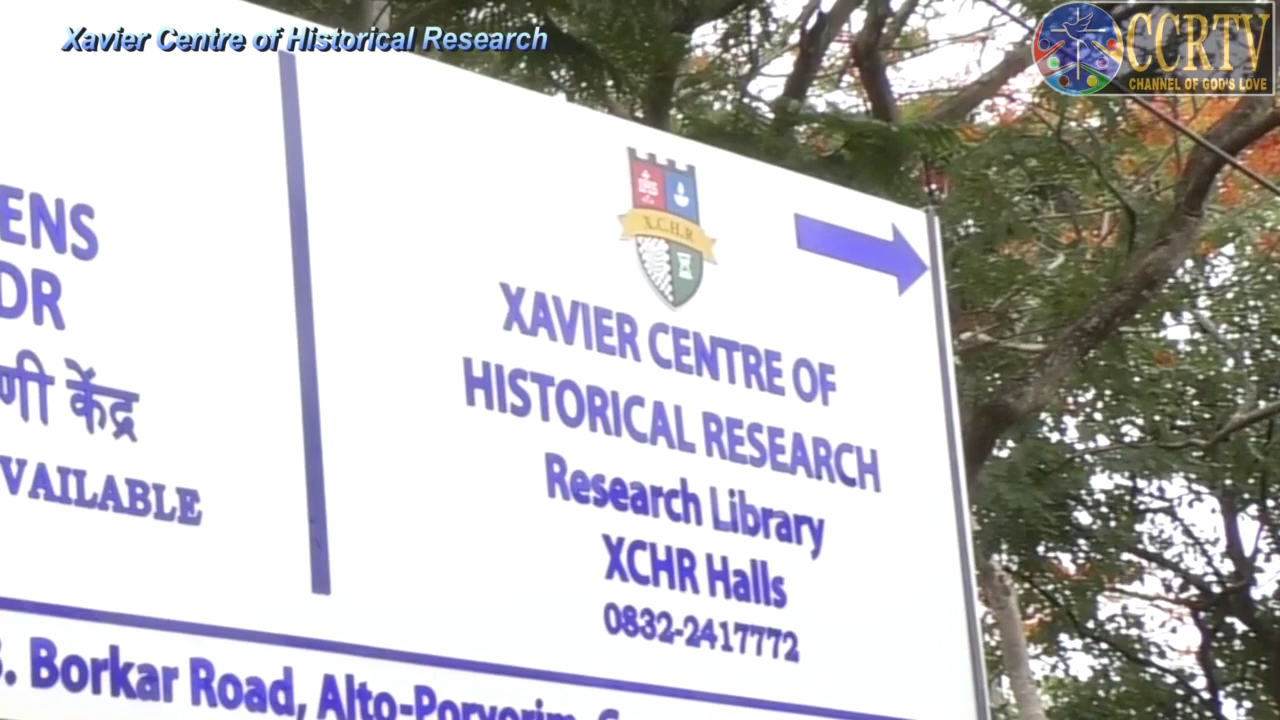 Xavier Centre of Historical Research
CCRTV
CHANNEL OF GOD'S LOVE
ENS
DR
णी केंद्र
VAILABLE
IHS
X.C.H.R
XAVIER CENTRE OF
HISTORICAL RESEARCH
Research Library
XCHR Halls
0832-2417772
B. Borkar Road, Alto-Porvorim,